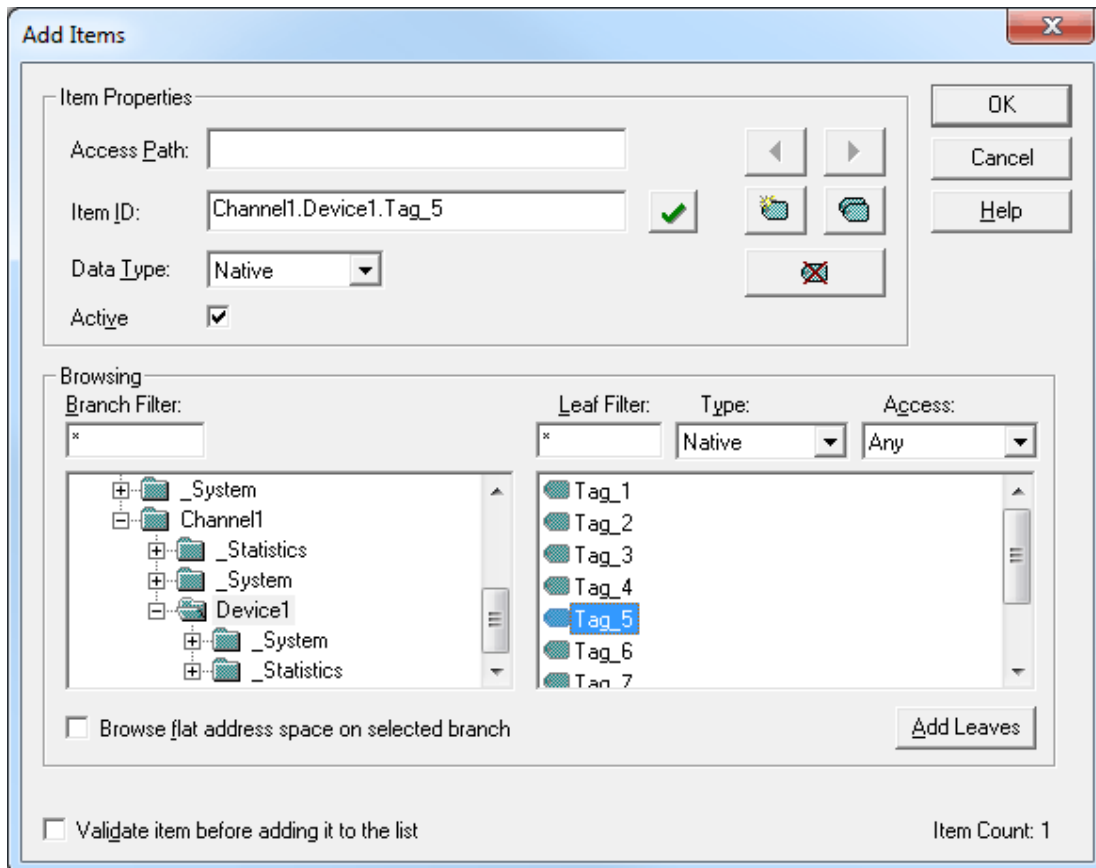 Add Items
Item Properties
Access Path:
OK
Cancel
Item ID: Channel1.Device1.Tag_5
Help
Data Type: Native
Active
Browsing
Branch Filter: Leaf Filter: Type: Access:
* * Native Any
_System Tag_1
Channel1 Tag_2
_Statistics Tag_3
_System Tag_4
Device1 Tag_5
_System Tag_6
_Statistics Tag_7
Browse flat address space on selected branch Add Leaves
Validate item before adding it to the list Item Count: 1